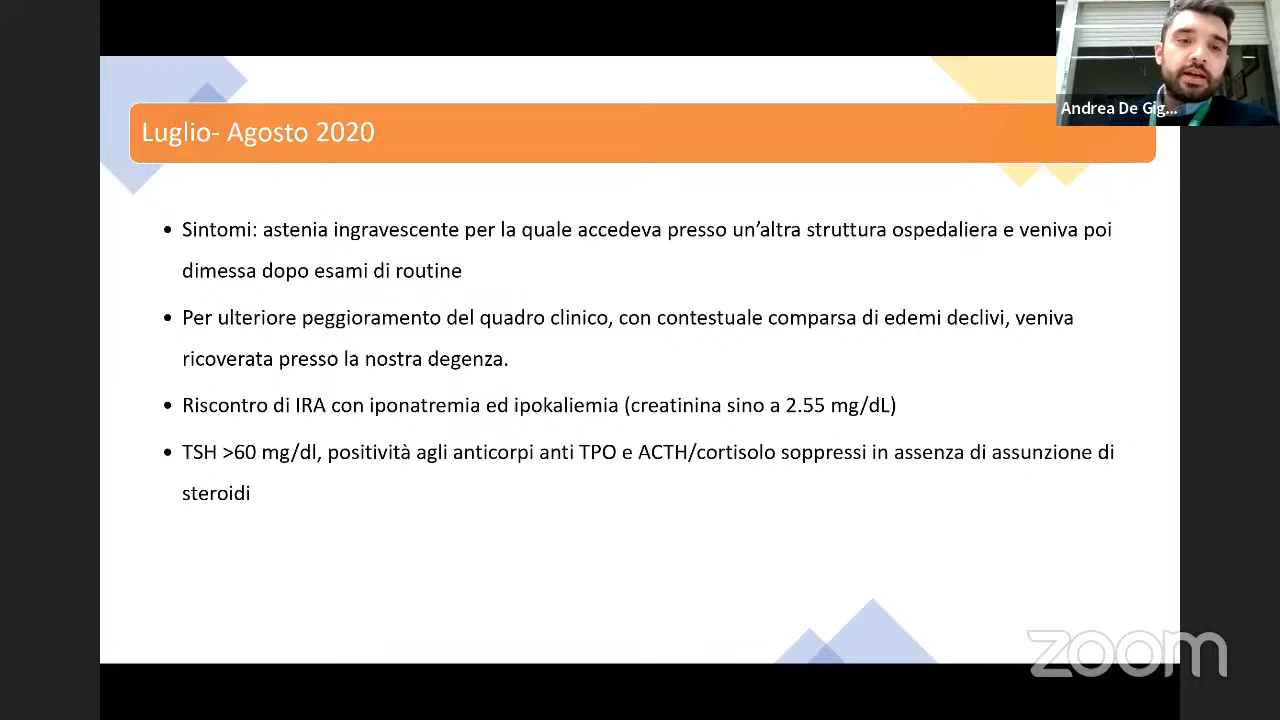 Andrea De Gig...
Luglio- Agosto 2020
• Sintomi: astenia ingravescente per la quale accedeva presso un’altra struttura ospedaliera e veniva poi
dimessa dopo esami di routine
• Per ulteriore peggioramento del quadro clinico, con contestuale comparsa di edemi declivi, veniva
ricoverata presso la nostra degenza.
• Riscontro di IRA con iponatremia ed ipokaliemia (creatinina sino a 2.55 mg/dL)
• TSH >60 mg/dl, positività agli anticorpi anti TPO e ACTH/cortisolo soppressi in assenza di assunzione di
steroidi
zoom